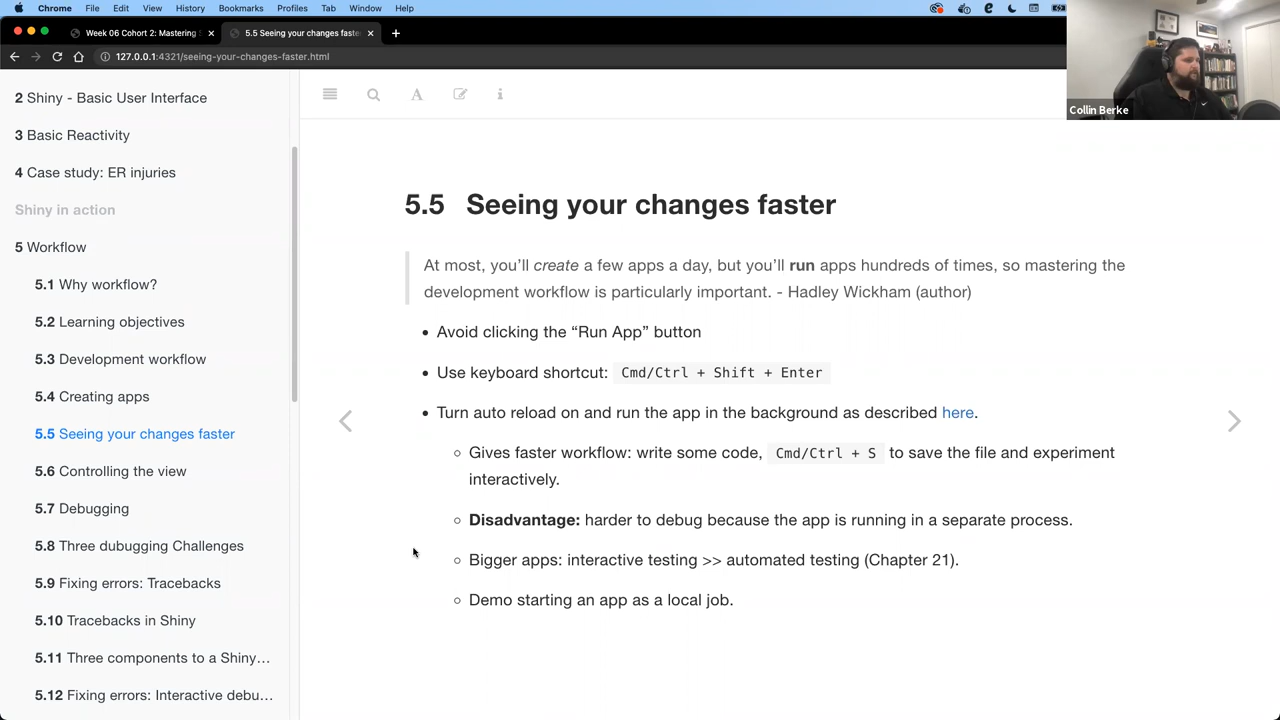 Chrome File Edit View History Bookmarks Profiles Tab Window Help
Week 06 Cohort 2: Mastering S
5.5 Seeing your changes faste
127.0.0.1:4321/seeing-your-changes-faster.html
Collin Berke
2 Shiny - Basic User Interface
3 Basic Reactivity
4 Case study: ER injuries
Shiny in action
5 Workflow
5.1 Why workflow?
5.2 Learning objectives
5.3 Development workflow
5.4 Creating apps
5.5 Seeing your changes faster
5.6 Controlling the view
5.7 Debugging
5.8 Three dubugging Challenges
5.9 Fixing errors: Tracebacks
5.10 Tracebacks in Shiny
5.11 Three components to a Shiny…
5.12 Fixing errors: Interactive debu…
5.5 Seeing your changes faster
At most, you’ll create a few apps a day, but you’ll run apps hundreds of times, so mastering the
development workflow is particularly important. - Hadley Wickham (author)
• Avoid clicking the “Run App” button
• Use keyboard shortcut: Cmd/Ctrl + Shift + Enter
• Turn auto reload on and run the app in the background as described here.
◦ Gives faster workflow: write some code, Cmd/Ctrl + S to save the file and experiment
interactively.
◦ Disadvantage: harder to debug because the app is running in a separate process.
◦ Bigger apps: interactive testing >> automated testing (Chapter 21).
◦ Demo starting an app as a local job.